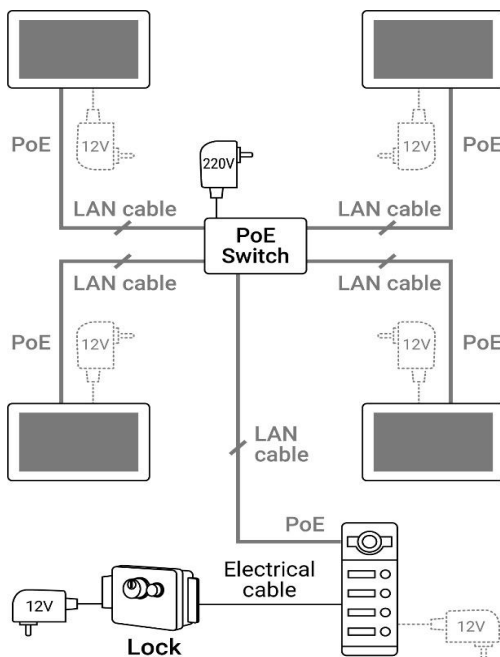 PoE
12V
12V
PoE
220V
LAN cable
LAN cable
PoE
Switch
LAN cable
LAN cable
PoE
12V
12V
PoE
LAN
cable
PoE
Electrical
cable
12V
Lock
12V